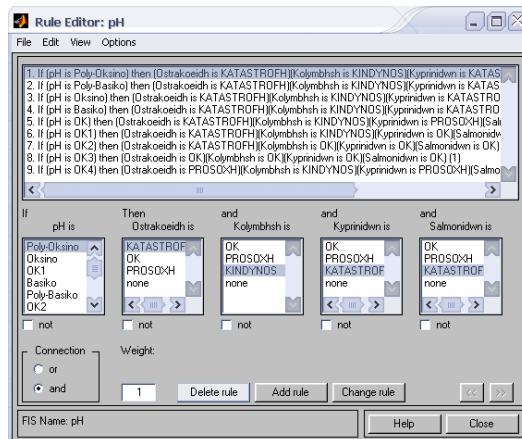 Rule Editor: pH
File Edit View Options
1. If (pH is Poly-Oksino) then (Ostrakoeidh is KATASTROFH)(Kolymbhsh is KINDYNOS)(Kyprinidwn is KATAS
2. If (pH is Poly-Basiko) then (Ostrakoeidh is KATASTROFH)(Kolymbhsh is KINDYNOS)(Kyprinidwn is KATAS
3. If (pH is Oksino) then (Ostrakoeidh is KATASTROFH)(Kolymbhsh is KINDYNOS)(Kyprinidwn is KATASTRO
4. If (pH is Basiko) then (Ostrakoeidh is KATASTROFH)(Kolymbhsh is KINDYNOS)(Kyprinidwn is KATASTRO
5. If (pH is OK) then (Ostrakoeidh is KATASTROFH)(Kolymbhsh is KINDYNOS)(Kyprinidwn is PROSOXH)(Saln
6. If (pH is OK1) then (Ostrakoeidh is KATASTROFH)(Kolymbhsh is KINDYNOS)(Kyprinidwn is OK)(Salmonidw
7. If (pH is OK2) then (Ostrakoeidh is KATASTROFH)(Kolymbhsh is OK)(Kyprinidwn is OK)(Salmonidwn is OK)
8. If (pH is OK3) then (Ostrakoeidh is OK)(Kolymbhsh is OK)(Kyprinidwn is OK)(Salmonidwn is OK) (1)
9. If (pH is OK4) then (Ostrakoeidh is PROSOXH)(Kolymbhsh is KINDYNOS)(Kyprinidwn is PROSOXH)(Salmon
If Then and and and
pH is Ostrakoeidh is Kolymbhsh is Kyprinidwn is Salmonidwn is
Poly-Oksino KATASTROF OK OK OK
Oksino OK PROSOXH PROSOXH PROSOXH
OK1 PROSOXH KINDYNOS KATASTROF KATASTROF
Basiko none none none none
Poly-Basiko
OK2
not not not not not
Connection Weight:
or
and 1 Delete rule Add rule Change rule << >>
FIS Name: pH Help Close